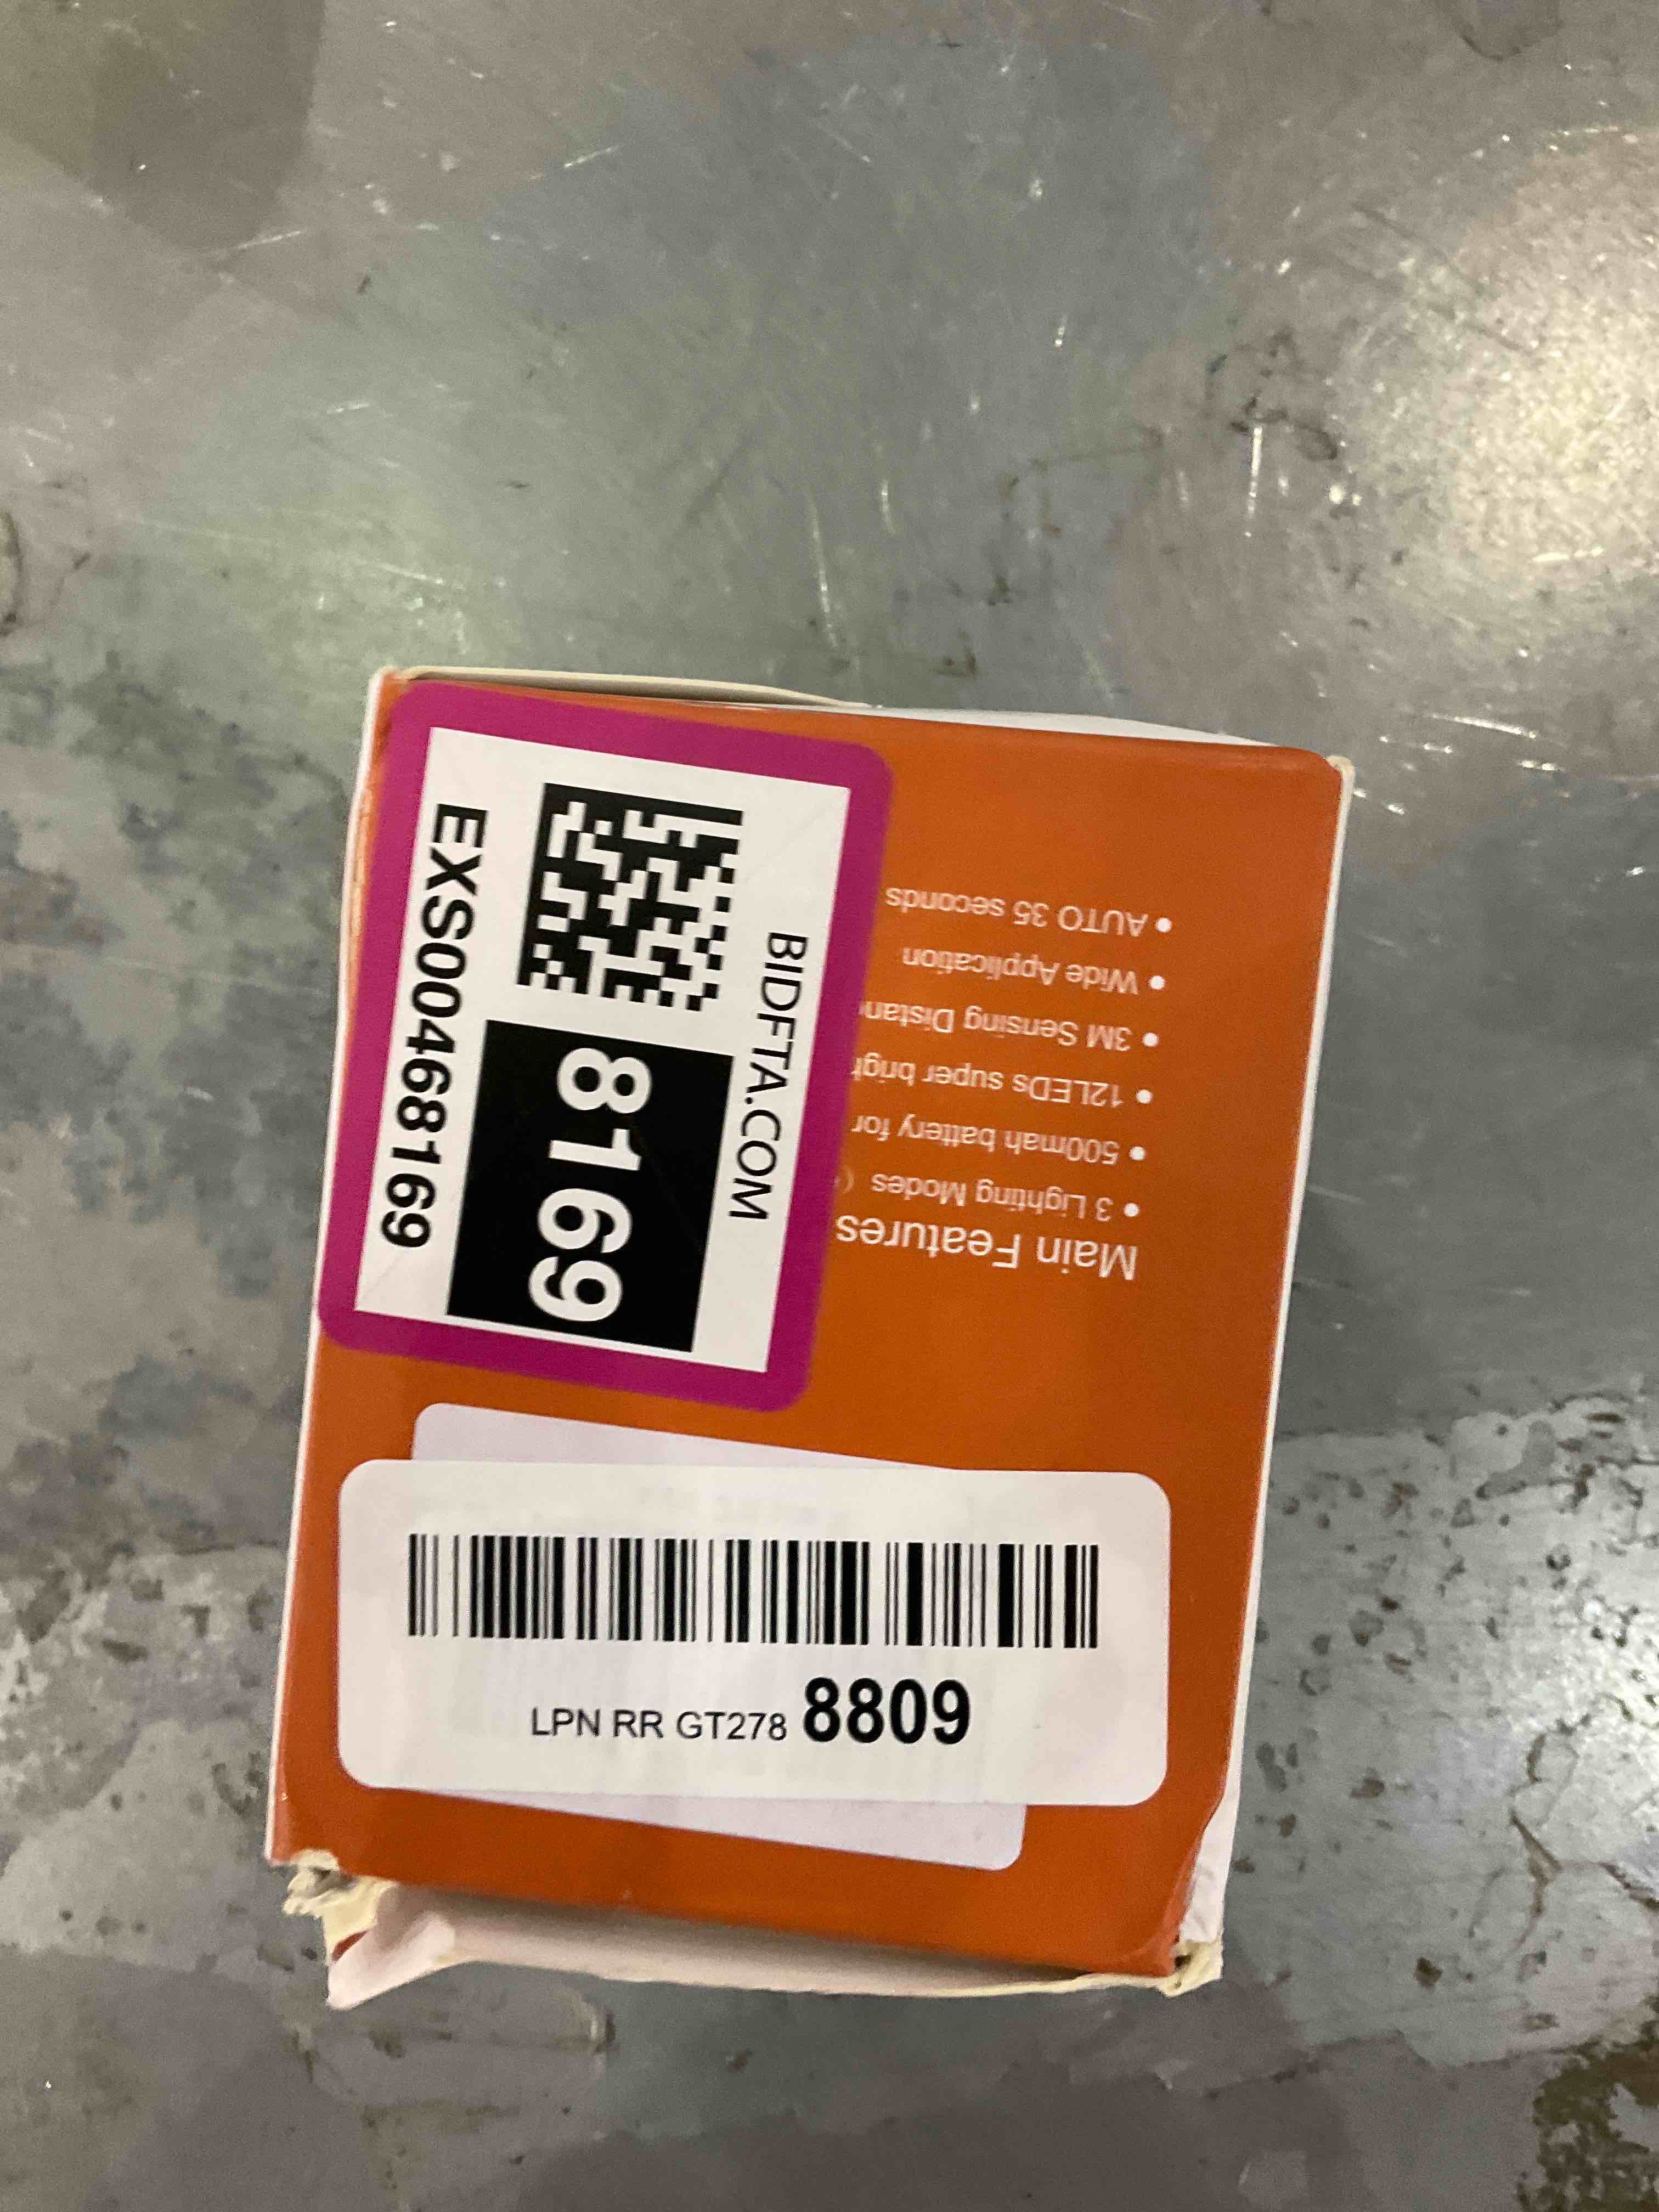 BIDFTA.COM
8169
EXS00468169
Main Features
• 3 Lighting Modes (
• 500mah battery for
• 12LEDs super brigh
• 3M Sensing Distan
• Wide Application
• AUTO 35 seconds
LPN RR GT278 8809